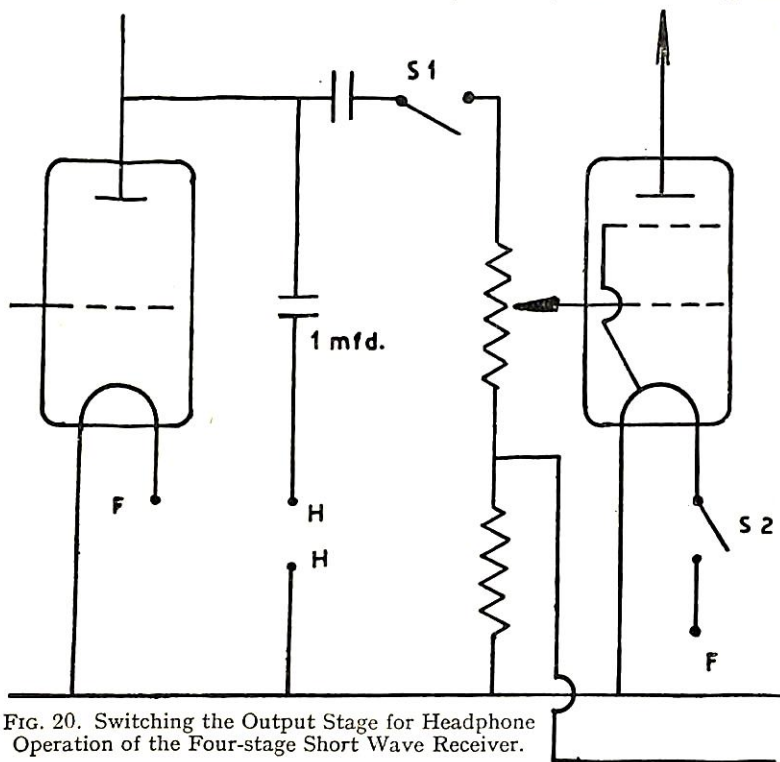 S 1
1 mfd.
F
H
H
S 2
F
FIG. 20. Switching the Output Stage for Headphone
Operation of the Four-stage Short Wave Receiver.